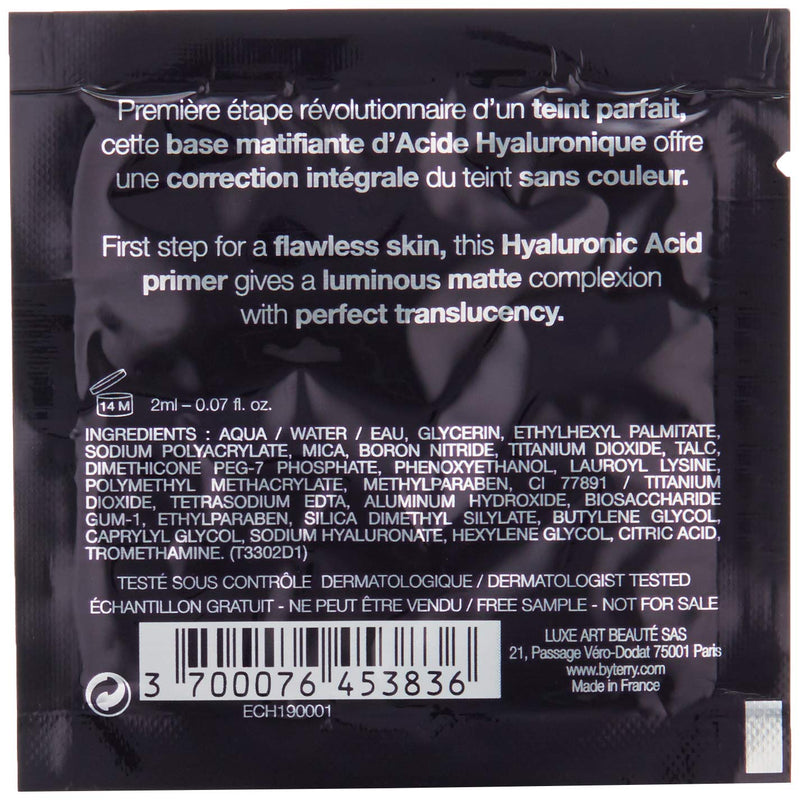 Première étape révolutionnaire d'un teint parfait,
cette base matifiante d'Acide Hyaluronique offre
une correction intégrale du teint sans couleur.
First step for a flawless skin, this Hyaluronic Acid
primer gives a luminous matte complexion
with perfect translucency.
14 M 2ml – 0.07 fl. oz.
INGREDIENTS : AQUA / WATER / EAU, GLYCERIN, ETHYLHEXYL PALMITATE,
SODIUM POLYACRYLATE, MICA, BORON NITRIDE, TITANIUM DIOXIDE, TALC,
DIMETHICONE PEG-7 PHOSPHATE, PHENOXYETHANOL, LAUROYL LYSINE,
POLYMETHYL METHACRYLATE, METHYLPARABEN, CI 77891 / TITANIUM
DIOXIDE, TETRASODIUM EDTA, ALUMINUM HYDROXIDE, BIOSACCHARIDE
GUM-1, ETHYLPARABEN, SILICA DIMETHYL SILYLATE, BUTYLENE GLYCOL,
CAPRYLYL GLYCOL, SODIUM HYALURONATE, HEXYLENE GLYCOL, CITRIC ACID,
TROMETHAMINE. (T3302D1)
TESTÉ SOUS CONTRÔLE DERMATOLOGIQUE / DERMATOLOGIST TESTED
ÉCHANTILLON GRATUIT - NE PEUT ÊTRE VENDU / FREE SAMPLE - NOT FOR SALE
3 700076 453836
ECH190001
LUXE ART BEAUTÉ SAS
21, Passage Véro-Dodat 75001 Paris
www.byterry.com
Made in France